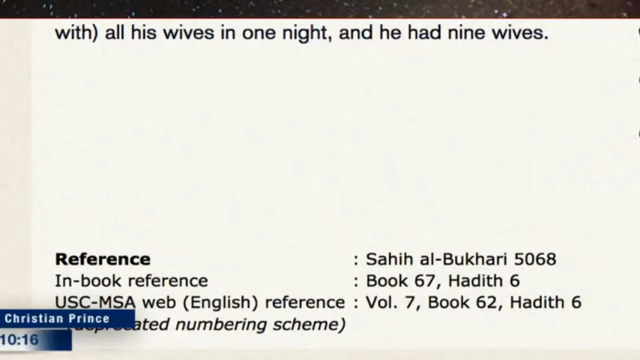 with) all his wives in one night, and he had nine wives.
Reference : Sahih al-Bukhari 5068
In-book reference : Book 67, Hadith 6
USC-MSA web (English) reference : Vol. 7, Book 62, Hadith 6
Christian Prince
numbering scheme)
10:16